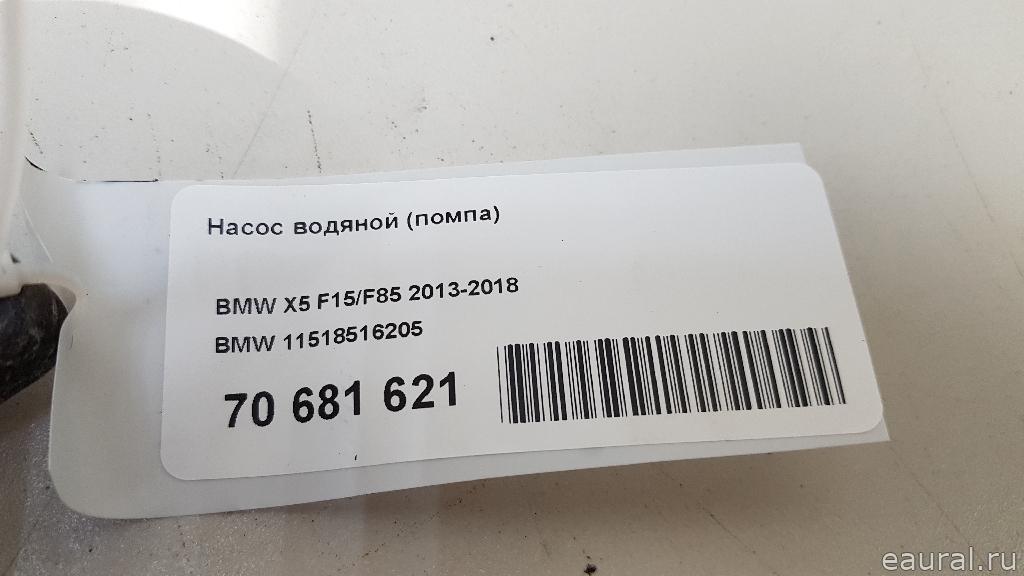 Насос водяной (помпа)
BMW X5 F15/F85 2013-2018
BMW 11518516205
70 681 621
eaural.ru